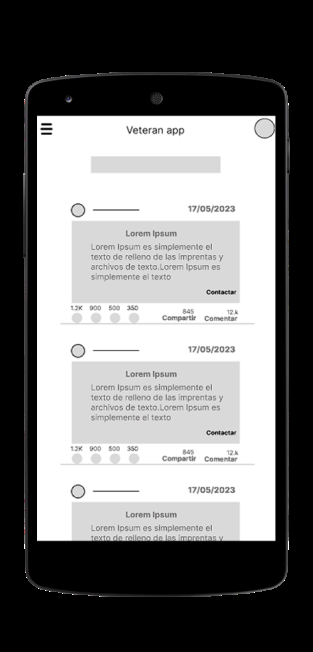 Veteran app
17/05/2023
Lorem Ipsum
Lorem Ipsum es simplemente el
texto de relleno de las imprentas y
archivos de texto.Lorem Ipsum es
simplemente el texto
Contactar
1.2K 900 500 350 845 12.k
Compartir Comentar
17/05/2023
Lorem Ipsum
Lorem Ipsum es simplemente el
texto de relleno de las imprentas y
archivos de texto.Lorem Ipsum es
simplemente el texto
Contactar
1.2K 900 500 350 845 12.k
Compartir Comentar
17/05/2023
Lorem Ipsum
Lorem Ipsum es simplemente el
texto de relleno de las imprentas y